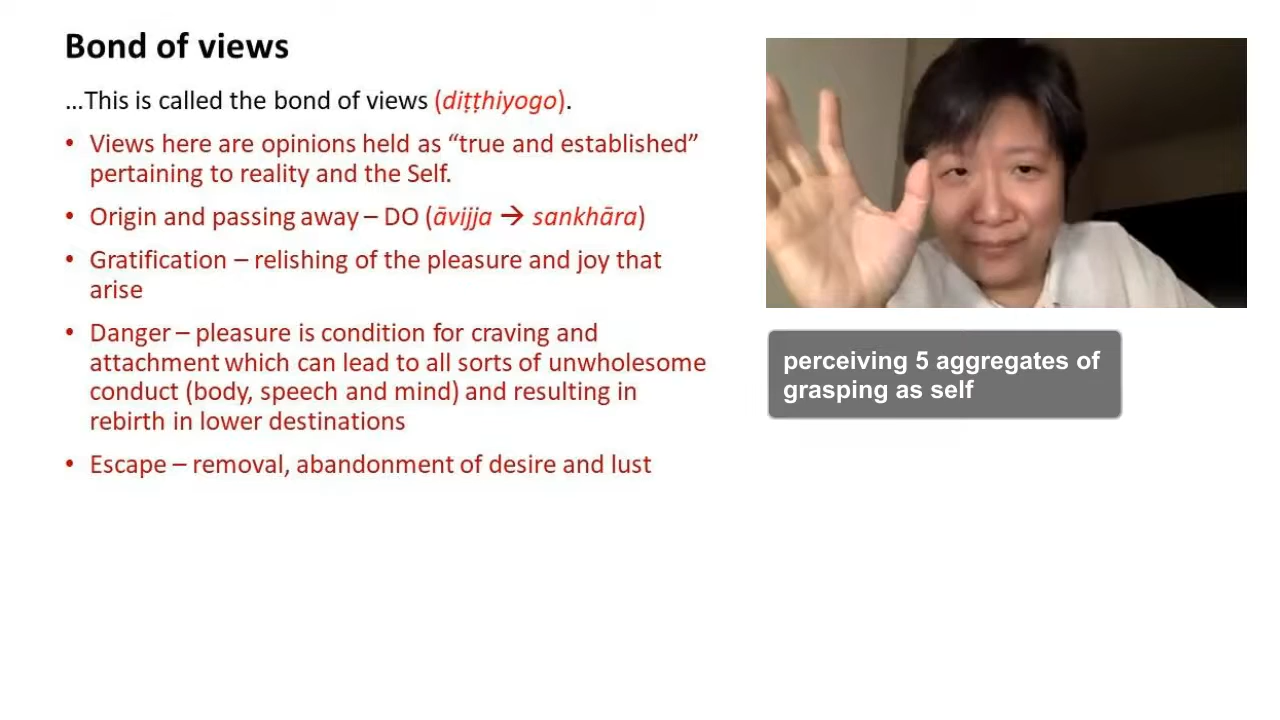 Bond of views
...This is called the bond of views (diṭṭhiyogo).
• Views here are opinions held as “true and established”
pertaining to reality and the Self.
• Origin and passing away – DO (āvijja → sankhāra)
• Gratification – relishing of the pleasure and joy that
arise
• Danger – pleasure is condition for craving and
attachment which can lead to all sorts of unwholesome
conduct (body, speech and mind) and resulting in
rebirth in lower destinations
• Escape – removal, abandonment of desire and lust
perceiving 5 aggregates of
grasping as self